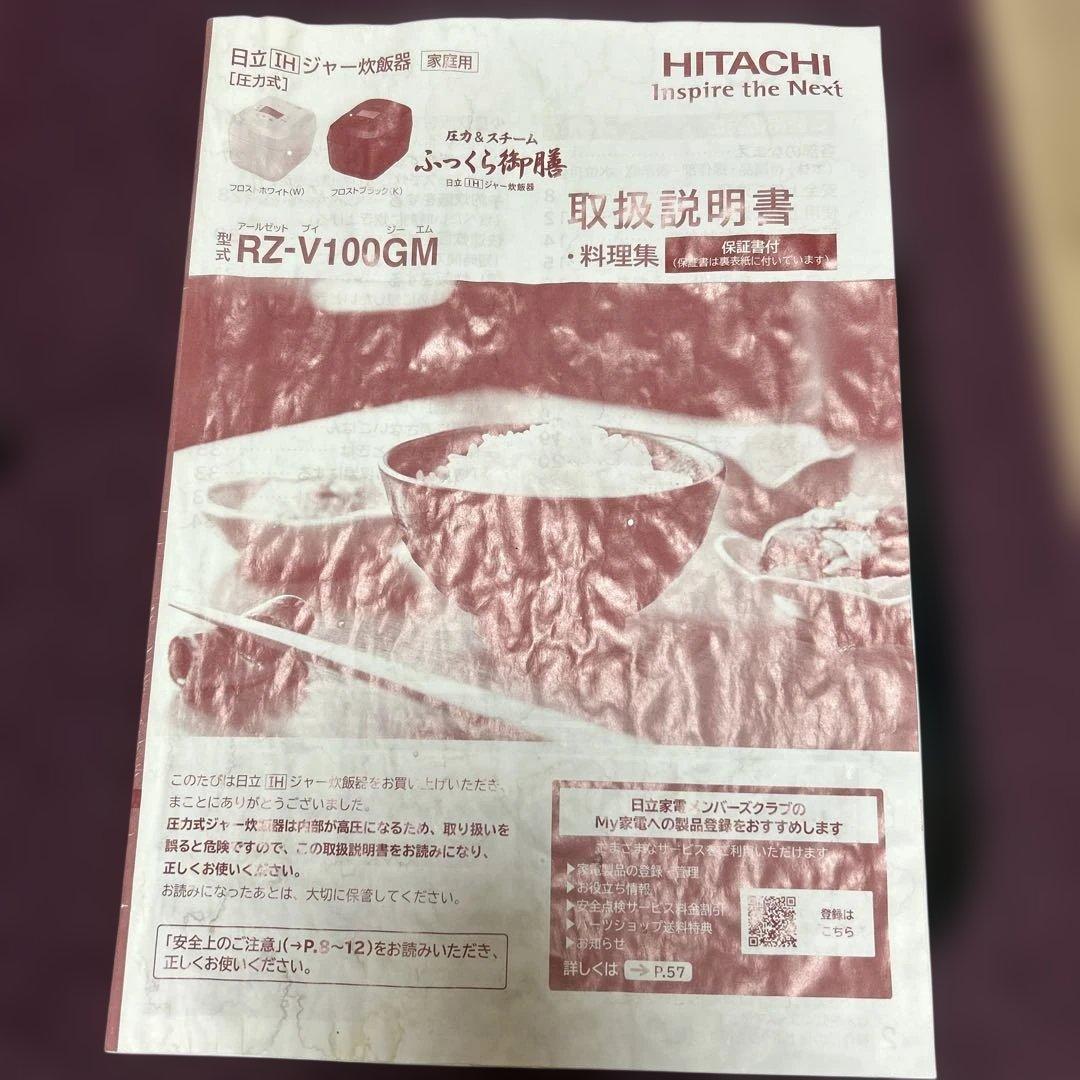 日立 IH ジャー炊飯器 家庭用
[圧力式]
HITACHI
Inspire the Next
フロストホワイト(W) フロストブラック(K)
圧力&スチーム
ふっくら御膳
日立 IH ジャー炊飯器
取扱説明書
・料理集
保証書付
(保証書は裏表紙に付いています)
アールゼット ブイ ジー エム
型式 RZ-V100GM
このたびは日立 IH ジャー炊飯器をお買い上げいただき、
まことにありがとうございました。
圧力式ジャー炊飯器は内部が高圧になるため、取り扱いを
誤ると危険ですので、この取扱説明書をお読みになり、
正しくお使いください。
お読みになったあとは、大切に保管してください。
「安全上のご注意」(→P.8~12)をお読みいただき、
正しくお使いください。
日立家電メンバーズクラブの
My家電への製品登録をおすすめします
さまざまなサービスをご利用いただけます
▶家電製品の登録・管理
▶お役立ち情報
▶安全点検サービス料金割引
▶パーツショップ送料特典
▶お知らせ
登録は
こちら
詳しくは → P.57